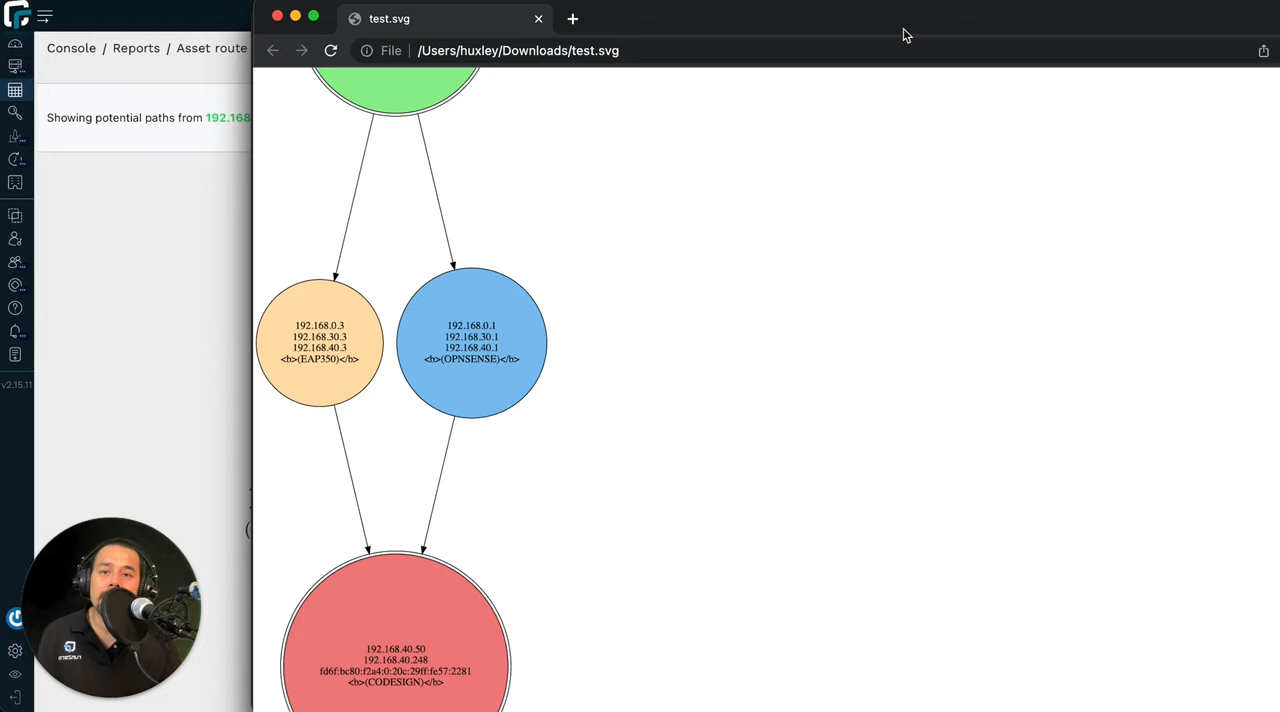 test.svg
File
/Users/huxley/Downloads/test.svg
Console / Reports / Asset route
Showing potential paths from 192.168
192.168.0.3
192.168.30.3
192.168.40.3
<b>(EAP350)</b>
192.168.0.1
192.168.30.1
192.168.40.1
<b>(OPNSENSE)</b>
v2.15.11
192.168.40.50
192.168.40.248
fd6f:bc80:f2a4:0:20c:29ff:fe57:2281
<b>(CODESIGN)</b>